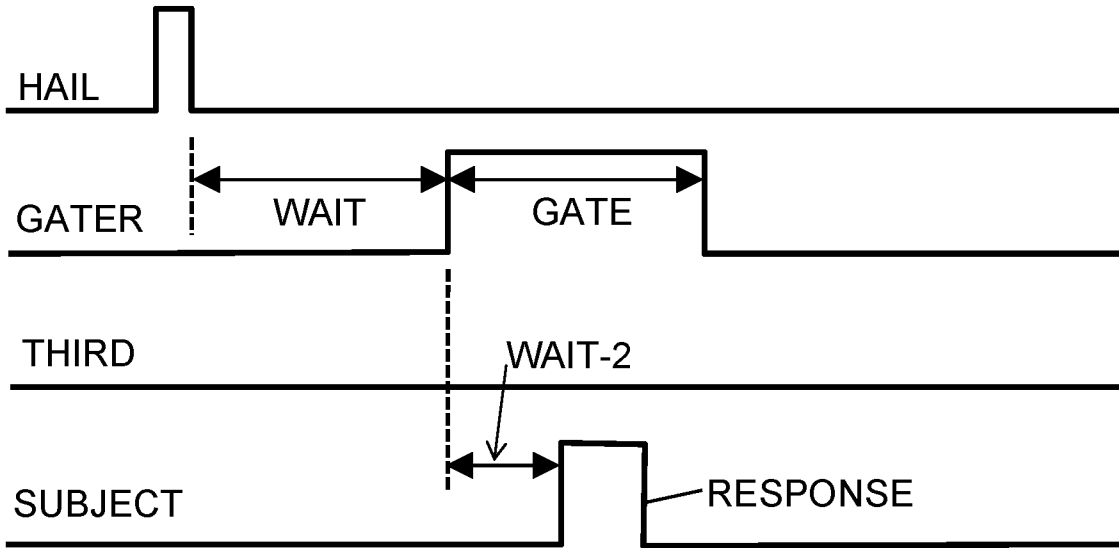 HAIL
WAIT
GATE
GATER
THIRD
WAIT-2
SUBJECT
RESPONSE